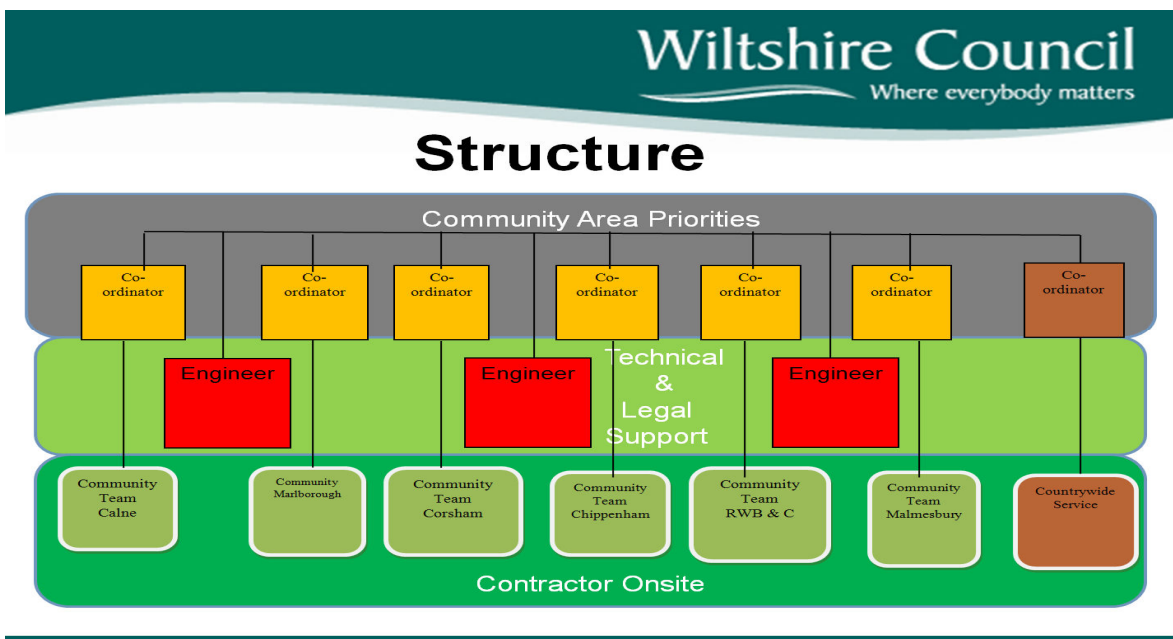 Wiltshire Council
Where everybody matters
Structure
Community Area Priorities
Co-
ordinator
Co-
ordinator
Co-
ordinator
Co-
ordinator
Co-
ordinator
Co-
ordinator
Co-
ordinator
Engineer
Engineer
Engineer
Technical
&
Legal
Support
Community
Team
Calne
Community
Marlborough
Community
Team
Corsham
Community
Team
Chippenham
Community
Team
RWB & C
Community
Team
Malmesbury
Countrywide
Service
Contractor Onsite